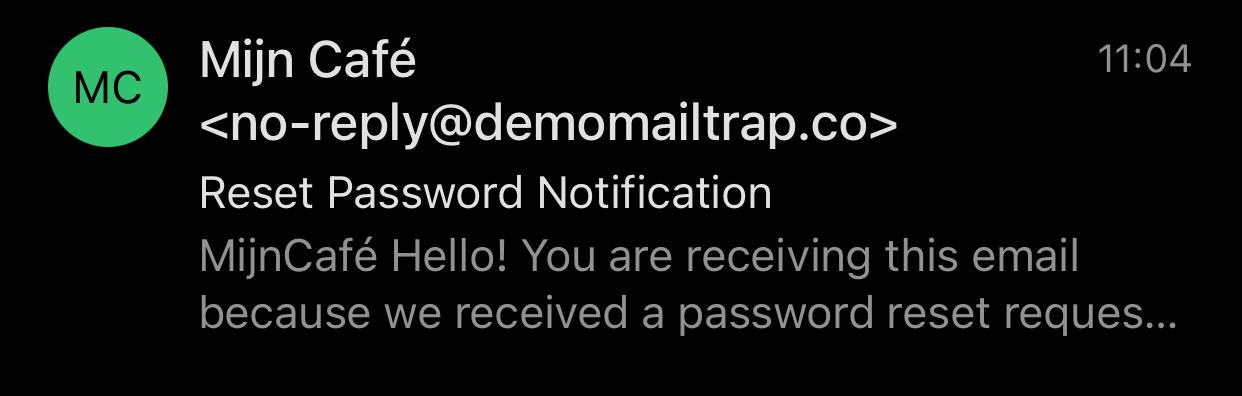 MC
Mijn Café
11:04
<no-reply@demomailtrap.co>
Reset Password Notification
MijnCafé Hello! You are receiving this email
because we received a password reset reques...